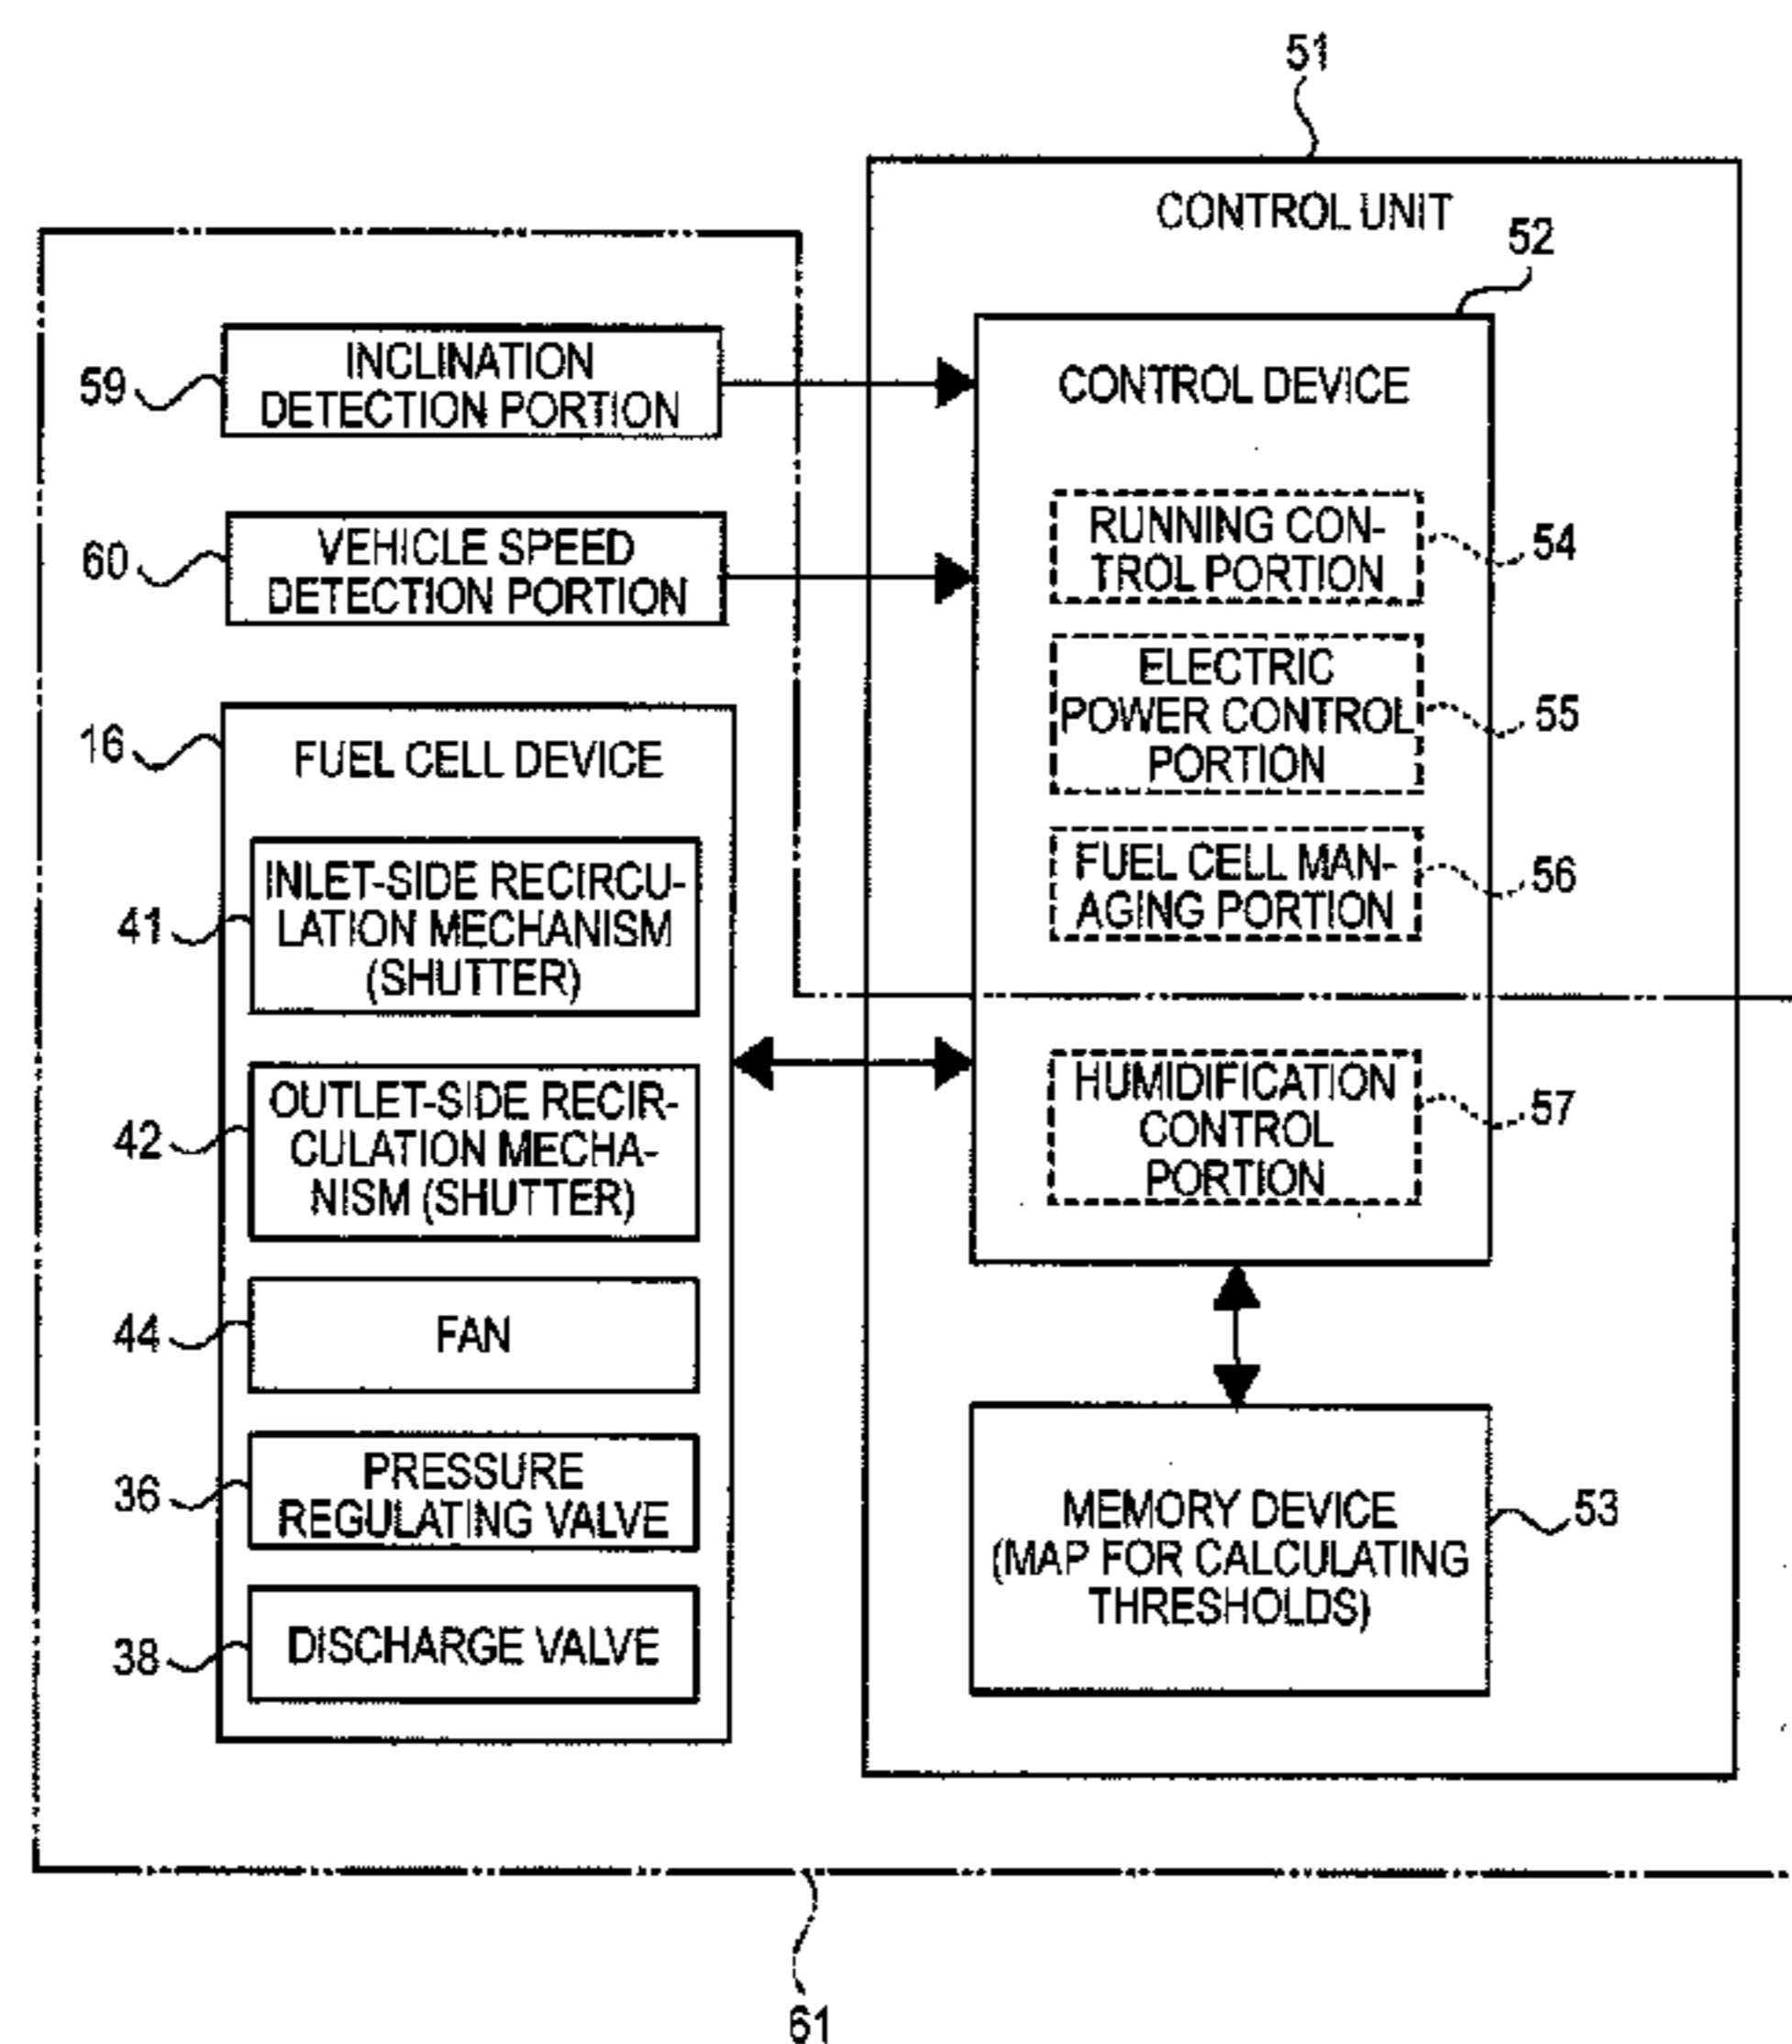 51
CONTROL UNIT
52
INCLINATION
DETECTION PORTION
59
CONTROL DEVICE
VEHICLE SPEED
DETECTION PORTION
60
RUNNING CON-
TROL PORTION
54
ELECTRIC
POWER CONTROL
PORTION
55
16
FUEL CELL DEVICE
FUEL CELL MAN-
AGING PORTION
56
INLET-SIDE RECIRCU-
LATION MECHANISM
(SHUTTER)
41
OUTLET-SIDE RECIR-
CULATION MECHA-
NISM (SHUTTER)
42
HUMIDIFICATION
CONTROL
PORTION
57
44
FAN
PRESSURE
REGULATING VALVE
36
MEMORY DEVICE
(MAP FOR CALCULATING
THRESHOLDS)
53
38
DISCHARGE VALVE
61